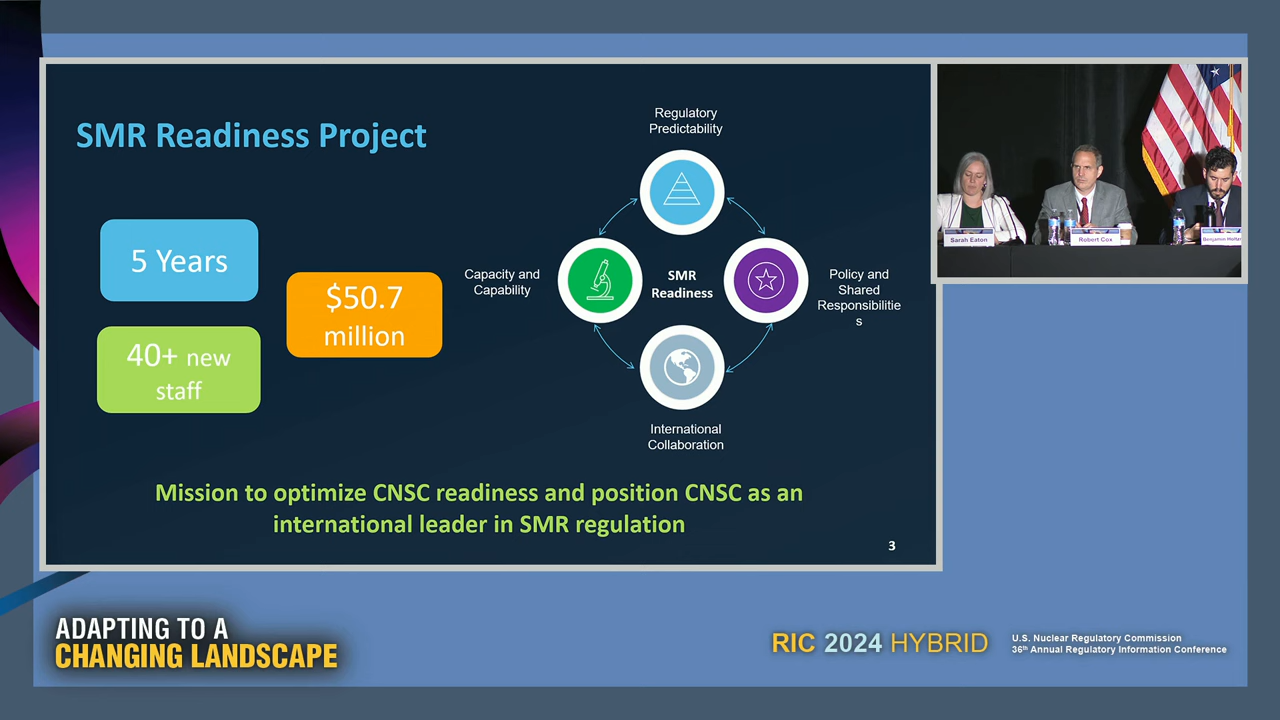 SMR Readiness Project
5 Years
40+ new
staff
$50.7
million
Regulatory
Predictability
Capacity and
Capability
SMR
Readiness
Policy and
Shared
Responsibilitie
s
International
Collaboration
Mission to optimize CNSC readiness and position CNSC as an
international leader in SMR regulation
3
Sarah Eaton
Robert Cox
Benjamin Holtz
ADAPTING TO A
CHANGING LANDSCAPE
RIC 2024 HYBRID
U.S. Nuclear Regulatory Commission
36th Annual Regulatory Information Conference